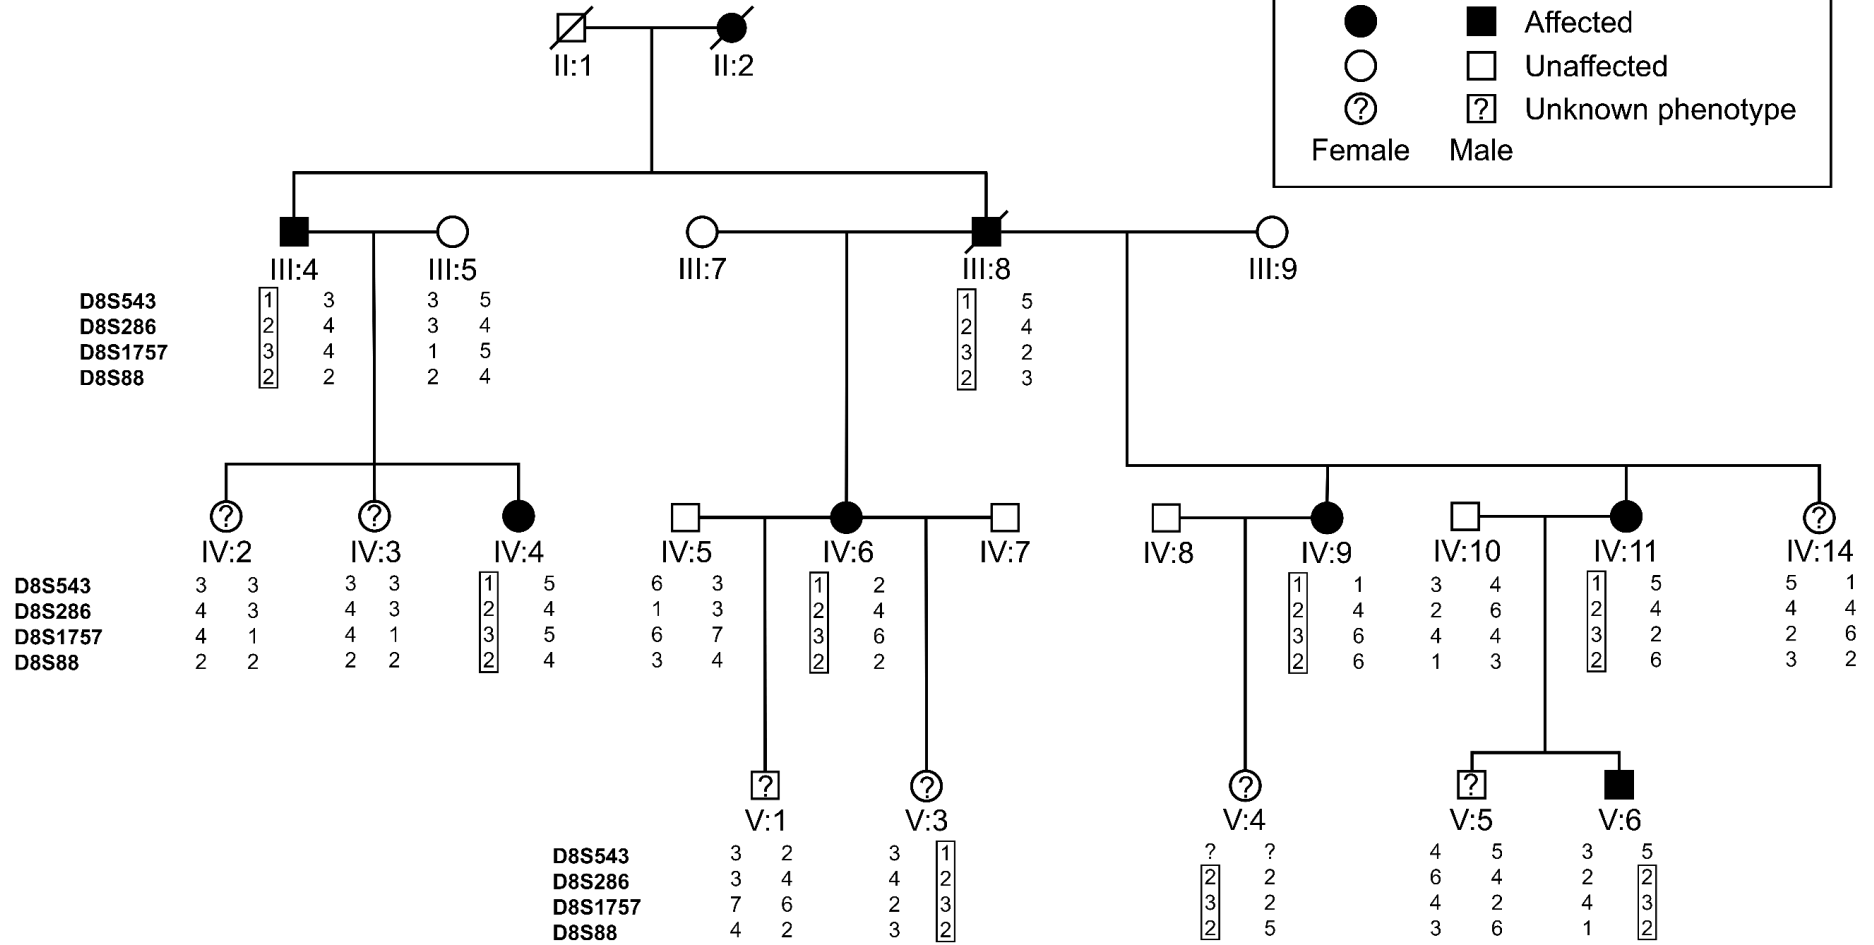 Affected
Unaffected
? ? Unknown phenotype
Female Male
II:1 II:2
III:4 III:5 III:7 III:8 III:9
D8S543 1 3 3 5 1 5
D8S286 2 4 3 4 2 4
D8S1757 3 4 1 5 3 2
D8S88 2 2 2 4 2 3
? ? ?
IV:2 IV:3 IV:4 IV:5 IV:6 IV:7 IV:8 IV:9 IV:10 IV:11 IV:14
D8S543 3 3 3 3 1 5 6 3 1 2 1 1 3 4 1 5 5 1
D8S286 4 3 4 3 2 4 1 3 2 4 2 4 2 6 2 4 4 4
D8S1757 4 1 4 1 3 5 6 7 3 6 3 6 4 4 3 2 2 6
D8S88 2 2 2 2 2 4 3 4 2 2 2 6 1 3 2 6 3 2
? ? ? ?
V:1 V:3 V:4 V:5 V:6
D8S543 3 2 3 1 ? ? 4 5 3 5
D8S286 3 4 4 2 2 2 6 4 2 2
D8S1757 7 6 2 3 3 2 4 2 4 3
D8S88 4 2 3 2 2 5 3 6 1 2